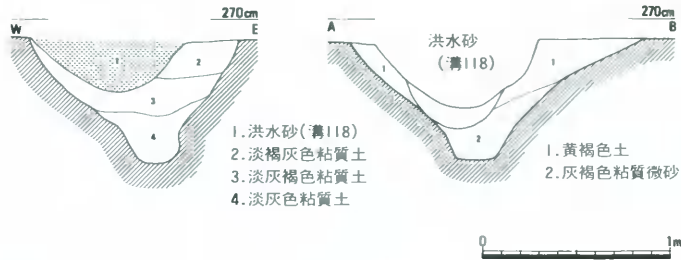 270cm
W E
1
2
3
4
1.洪水砂(溝118)
2.淡褐灰色粘質土
3.淡灰褐色粘質土
4.淡灰色粘質土
270cm
A B
洪水砂
(溝118)
1
1
2
1.黄褐色土
2.灰褐色粘質微砂
0 1m